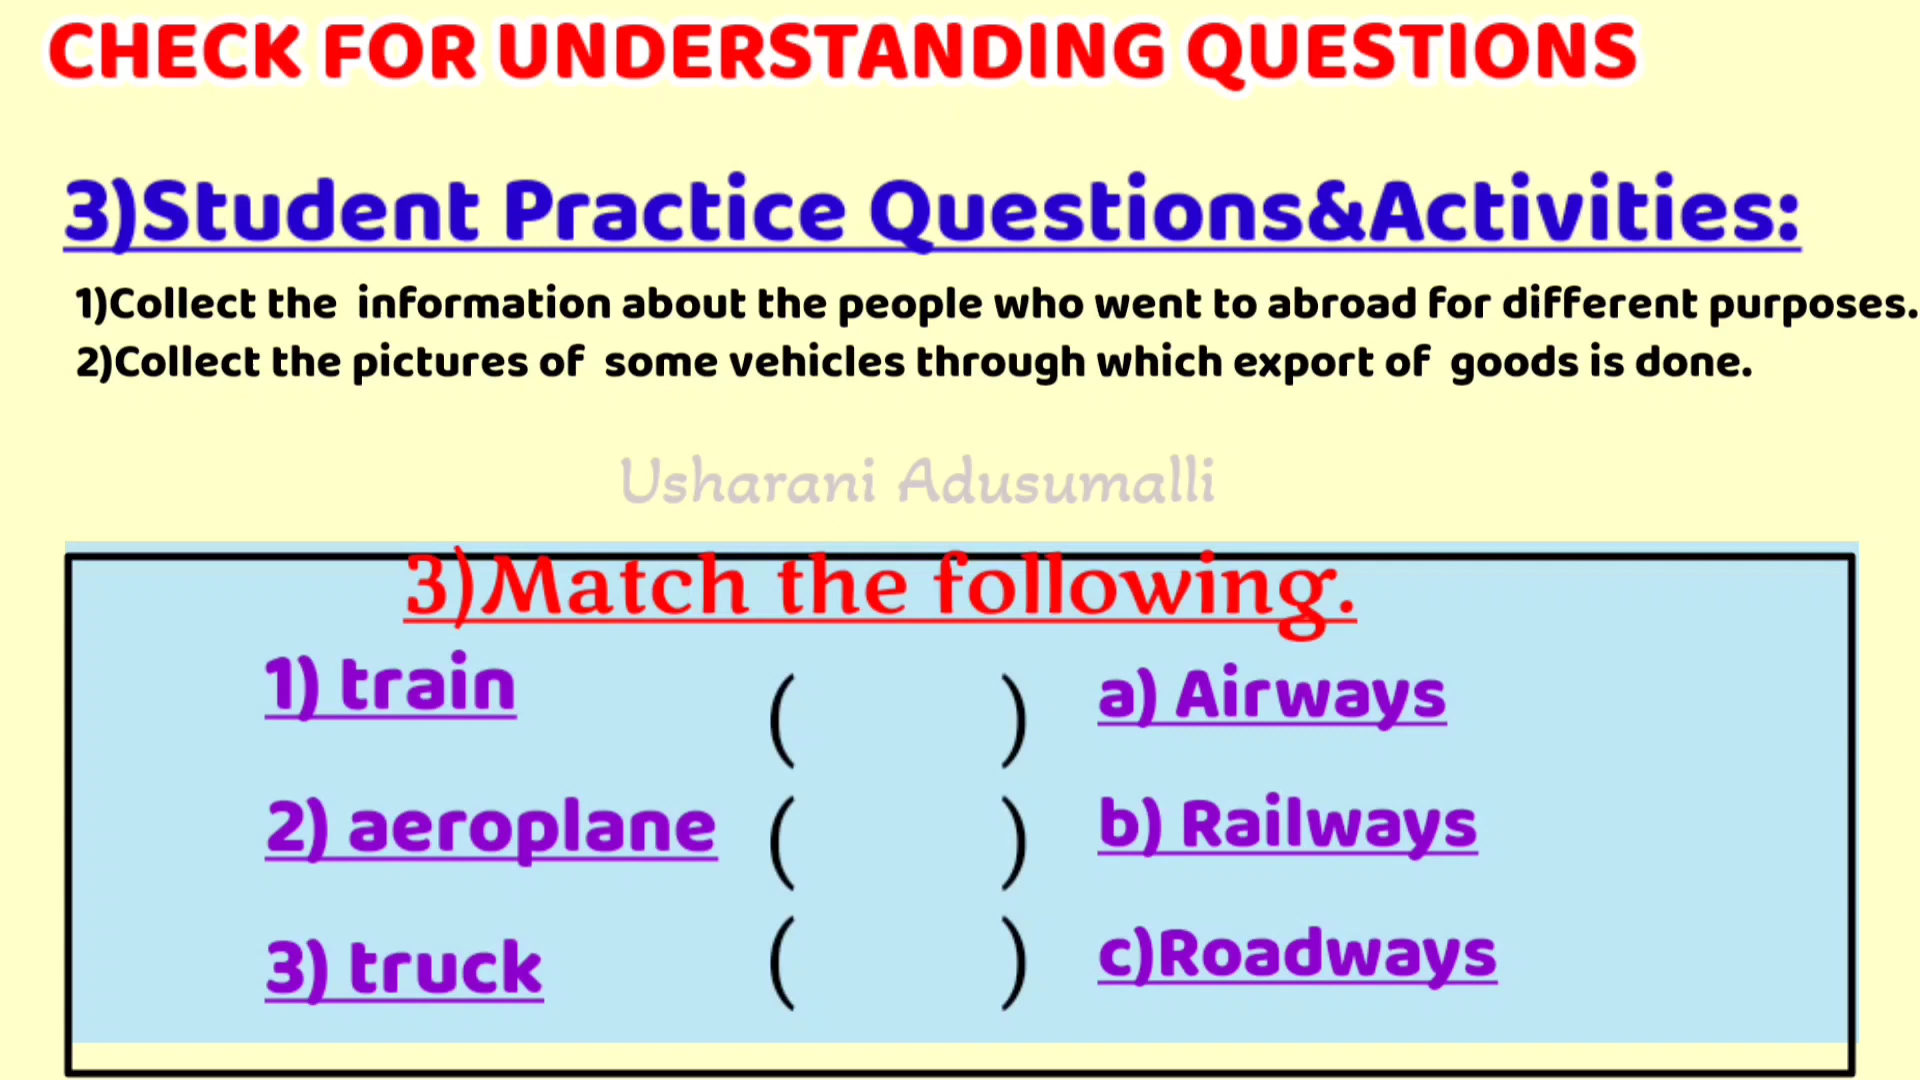 CHECK FOR UNDERSTANDING QUESTIONS
3)Student Practice Questions&Activities:
1)Collect the information about the people who went to abroad for different purposes.
2)Collect the pictures of some vehicles through which export of goods is done.
Usharani Adusumalli
3)Match the following.
1) train ( ) a) Airways
2) aeroplane ( ) b) Railways
3) truck ( ) c)Roadways